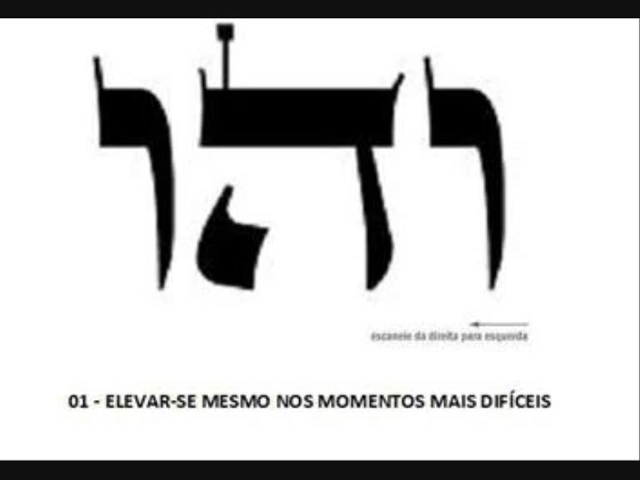 והו
escaneie da direita para esquerda
01 - ELEVAR-SE MESMO NOS MOMENTOS MAIS DIFÍCEIS